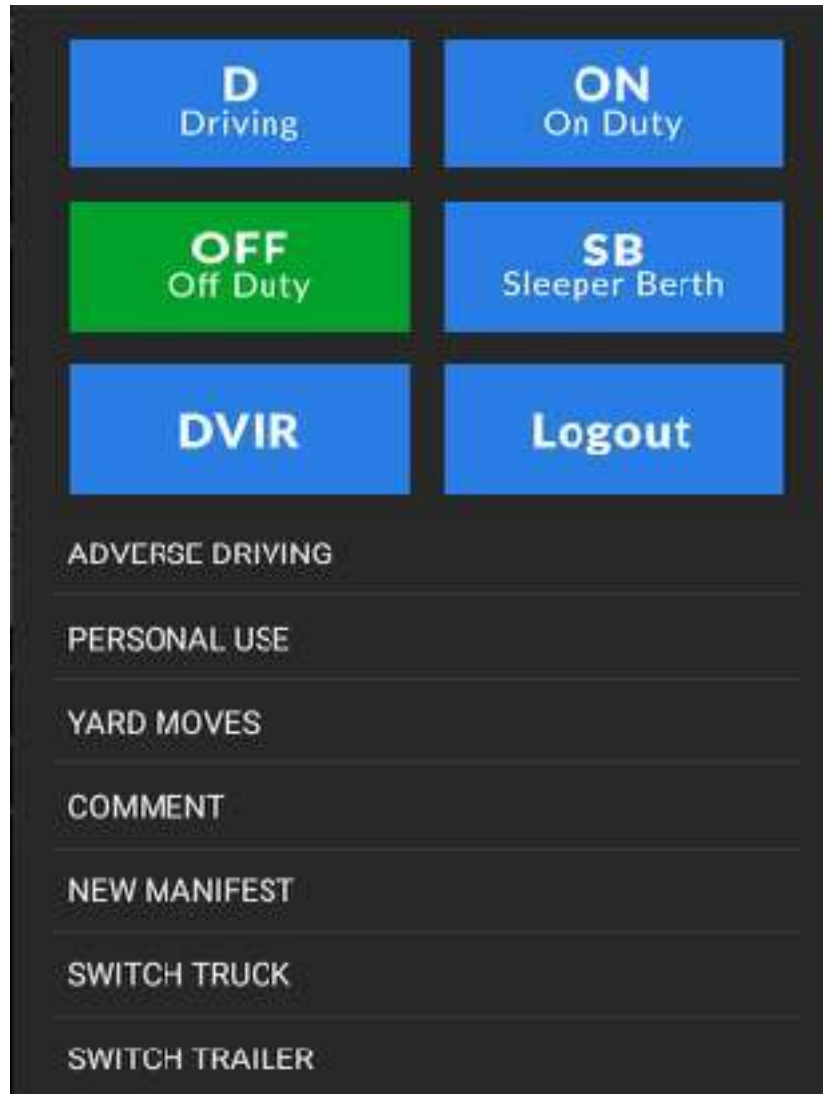 D
Driving
ON
On Duty
OFF
Off Duty
SB
Sleeper Berth
DVIR
Logout
ADVERSE DRIVING
PERSONAL USE
YARD MOVES
COMMENT
NEW MANIFEST
SWITCH TRUCK
SWITCH TRAILER